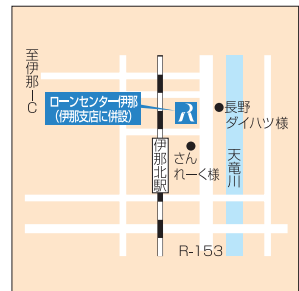 至伊那IC
ローンセンター伊那
(伊那支店に併設)
R
長野
ダイハツ様
伊那北駅
さん
れーく様
天竜川
R-153